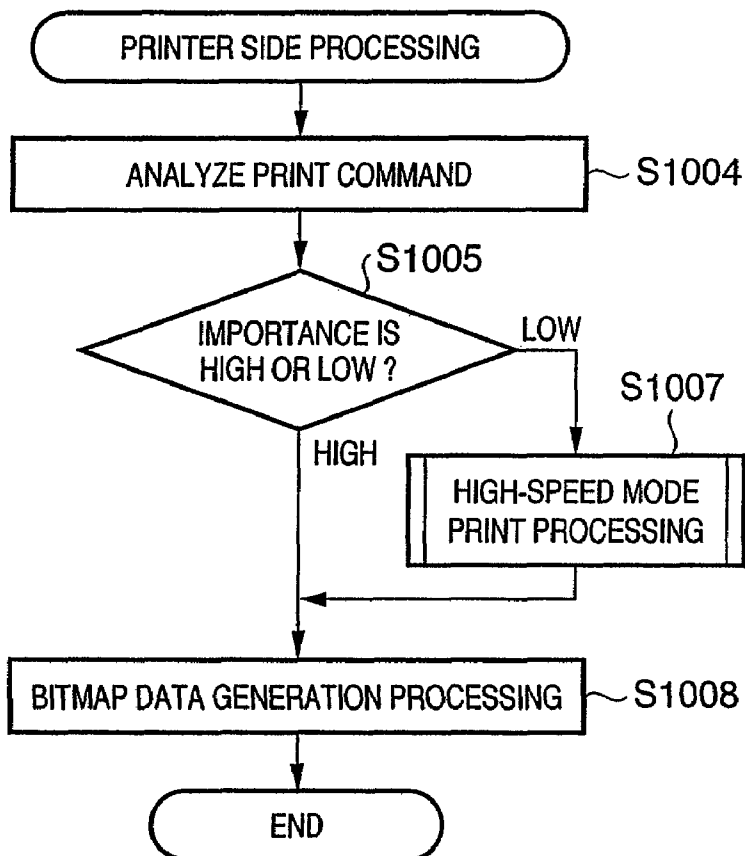 PRINTER SIDE PROCESSING
ANALYZE PRINT COMMAND
S1004
S1005
IMPORTANCE IS
HIGH OR LOW ?
LOW
HIGH
S1007
HIGH-SPEED MODE
PRINT PROCESSING
BITMAP DATA GENERATION PROCESSING
S1008
END